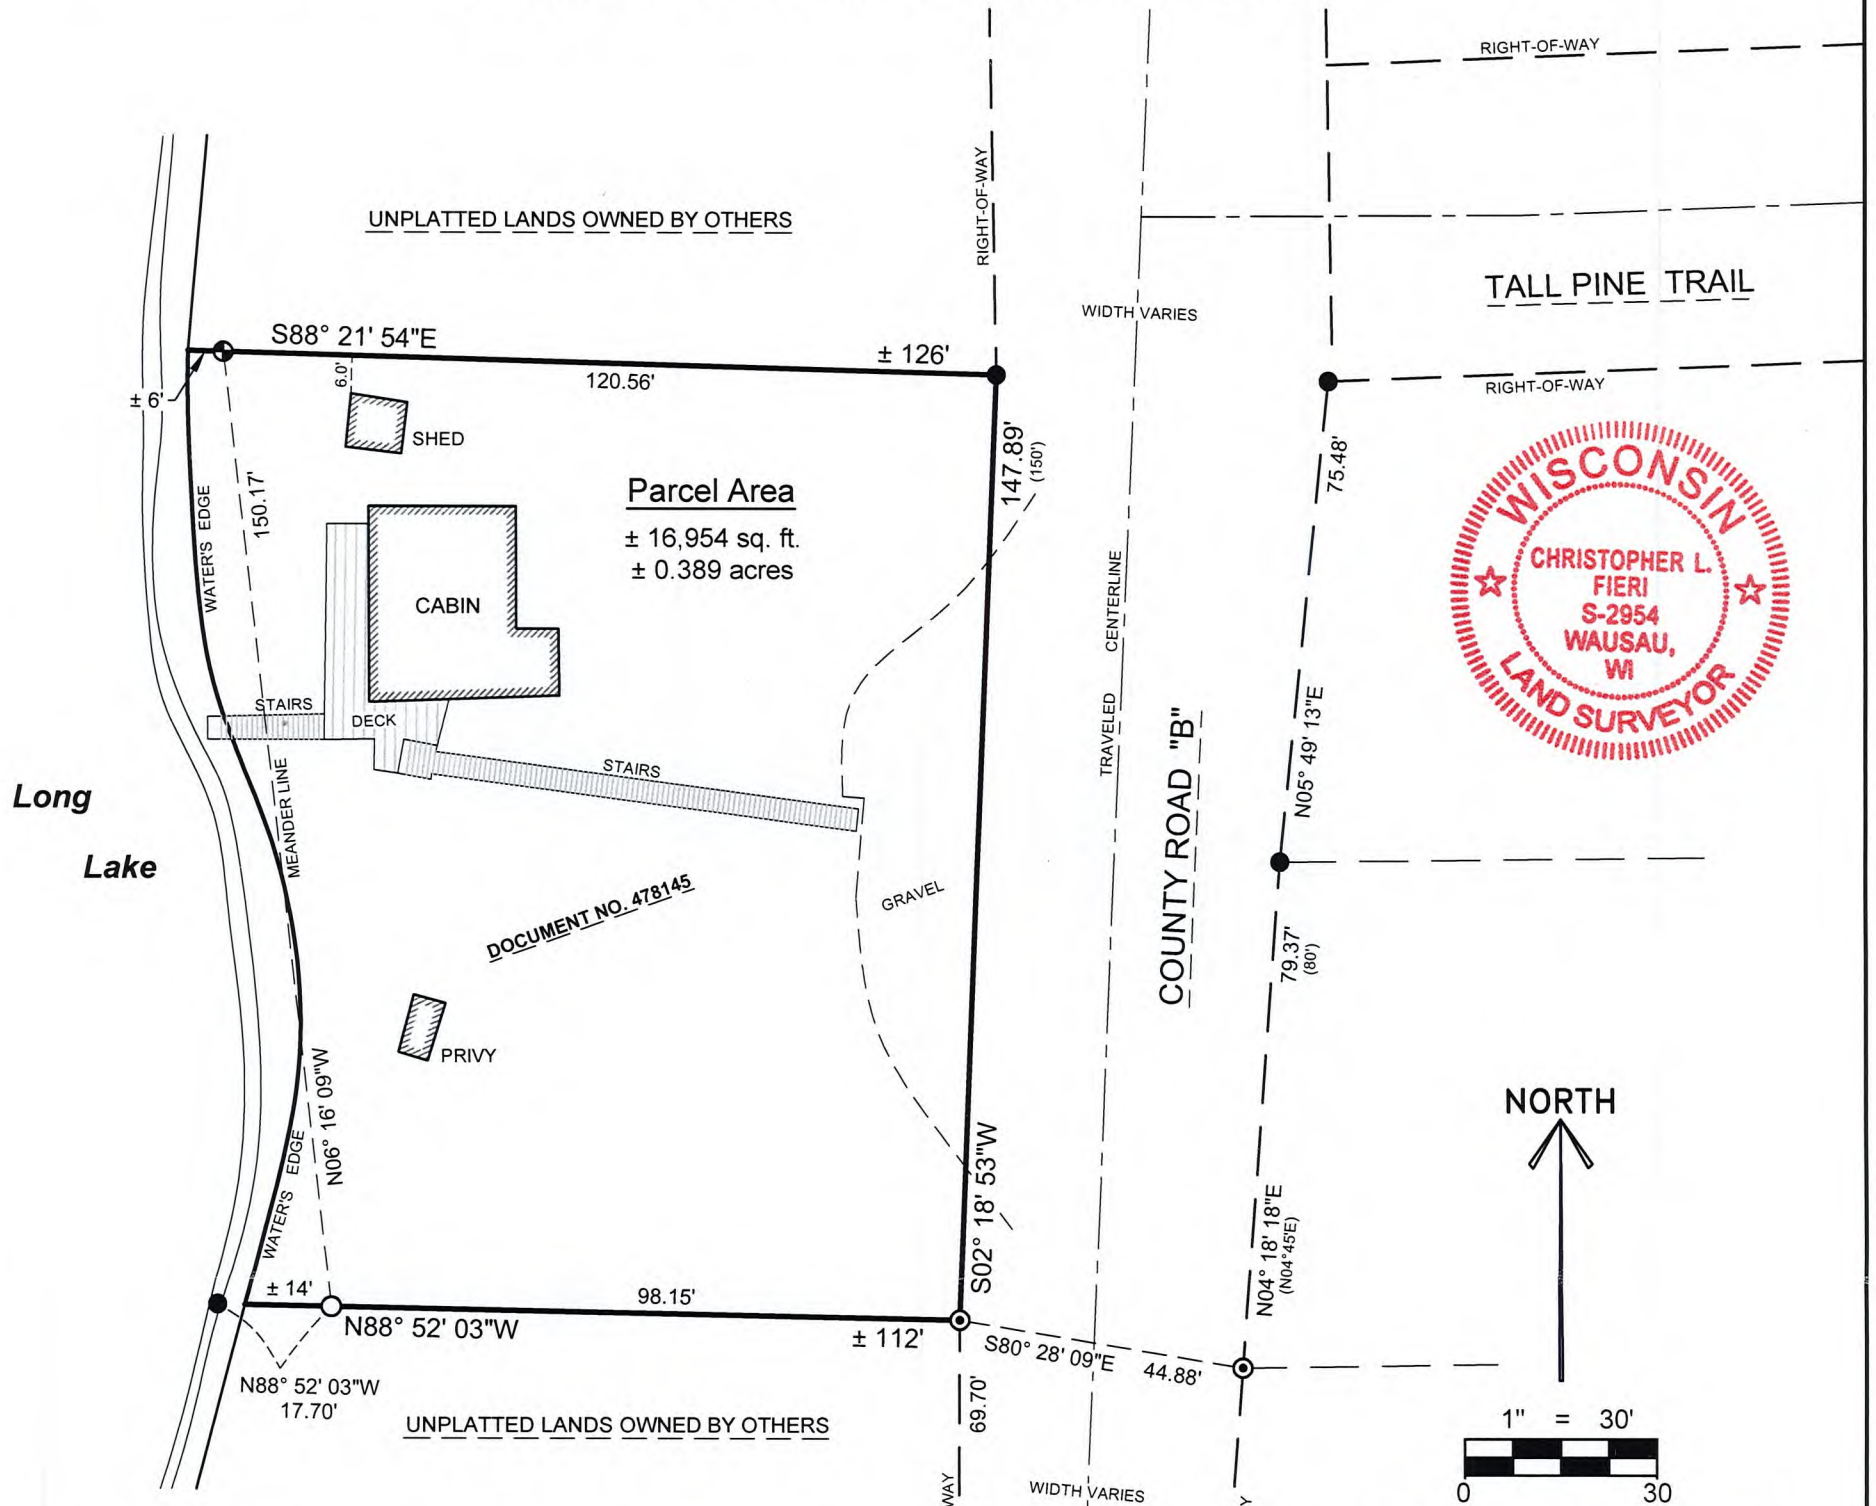 RIGHT-OF-WAY
UNPLATTED LANDS OWNED BY OTHERS
RIGHT-OF-WAY
TALL PINE TRAIL
WIDTH VARIES
S88° 21' 54"E
± 126'
120.56'
6.0'
± 6'
RIGHT-OF-WAY
SHED
147.89'
(150')
75.48'
150.17'
WATER'S EDGE
Parcel Area
± 16,954 sq. ft.
± 0.389 acres
CABIN
WISCONSIN
CHRISTOPHER L.
FIERI
S-2954
WAUSAU,
WI
LAND SURVEYOR
TRAVELED CENTERLINE
N05° 49' 13"E
STAIRS
DECK
STAIRS
MEANDER LINE
Long
Lake
COUNTY ROAD "B"
GRAVEL
DOCUMENT NO. 478145
79.37'
(80')
PRIVY
N06° 16' 09"W
WATER'S EDGE
S02° 18' 53"W
N04° 18' 18"E
(N04°45'E)
NORTH
± 14'
98.15'
N88° 52' 03"W
± 112'
S80° 28' 09"E
44.88'
N88° 52' 03"W
17.70'
69.70'
UNPLATTED LANDS OWNED BY OTHERS
1" = 30'
0 30
WAY
WIDTH VARIES
Y